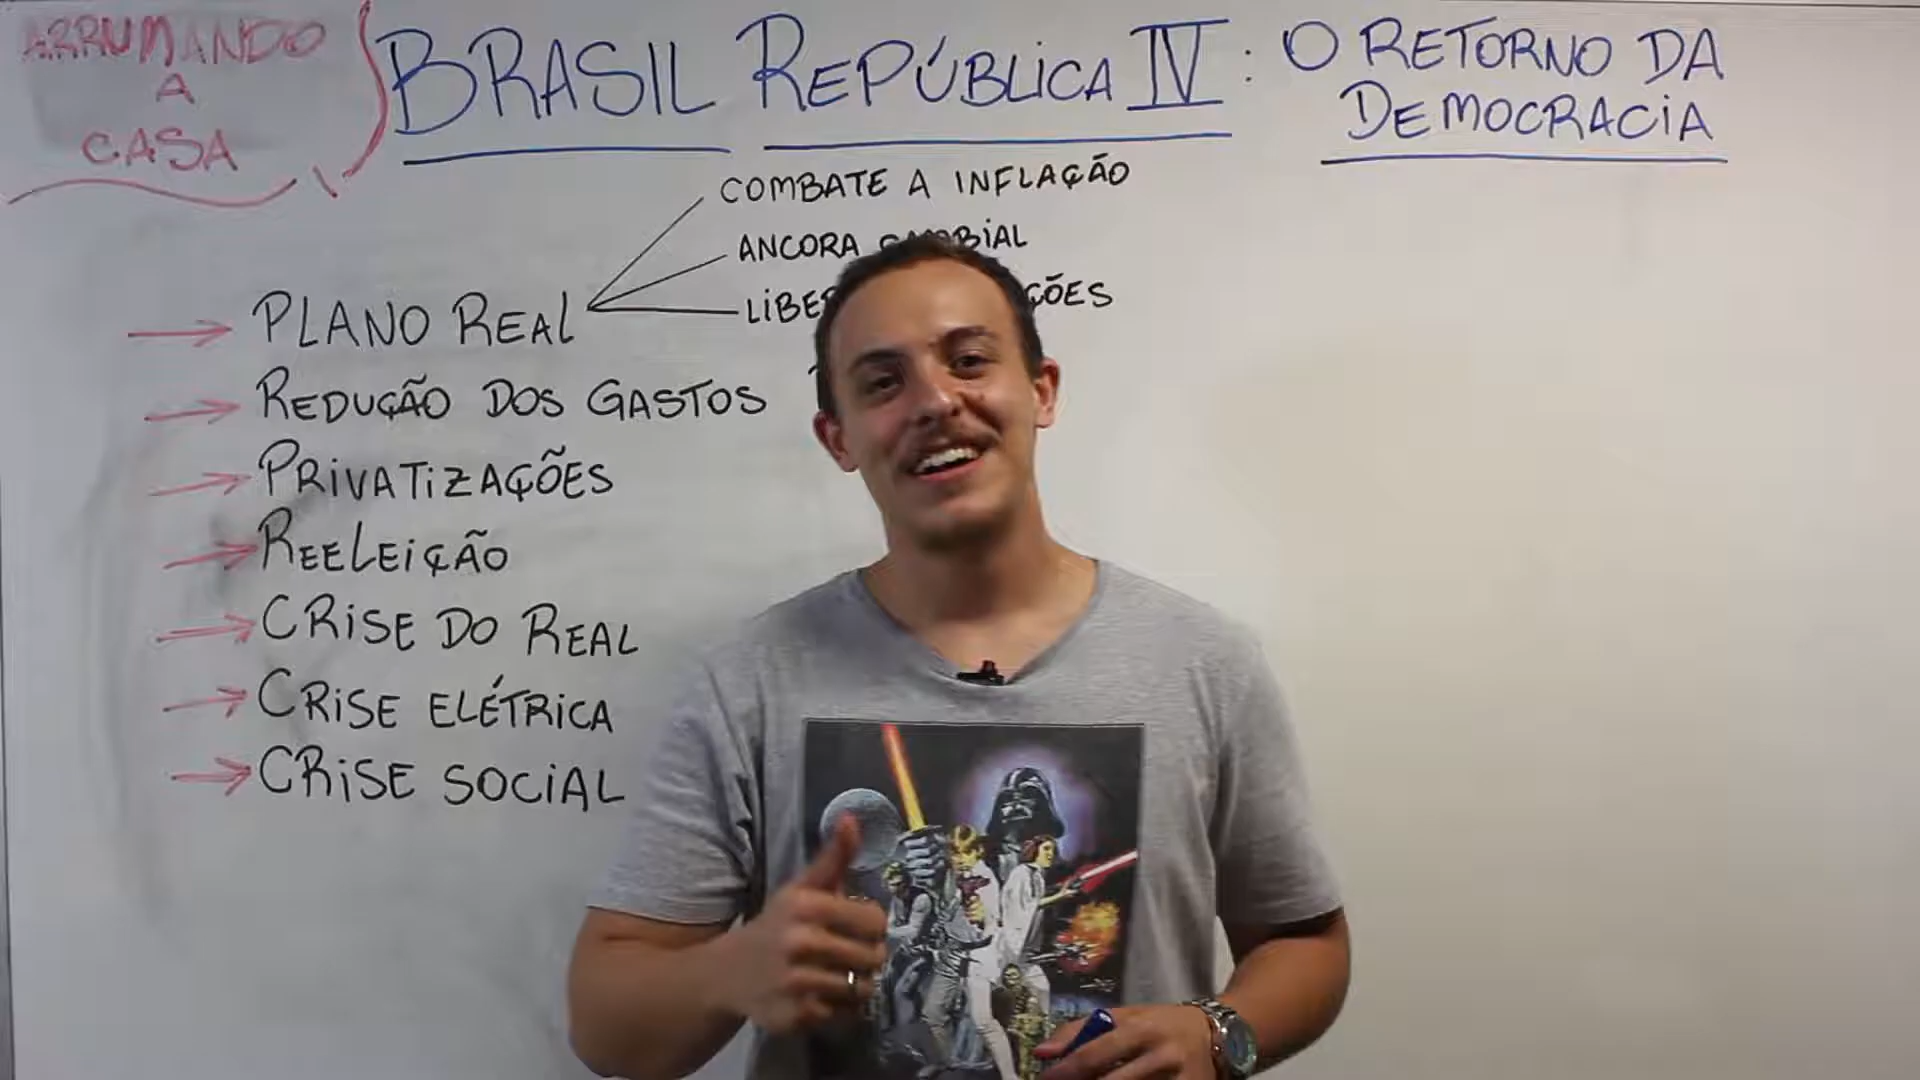 ARRUMANDO
A
CASA
BRASIL REPÚBLICA IV: O RETORNO DA
DEMOCRACIA
COMBATE A INFLAÇÃO
ANCORA
PLANO REAL
REDUÇÃO DOS GASTOS
PRIVATIZAÇÕES
REELEIÇÃO
CRISE DO REAL
CRISE ELÉTRICA
CRISE SOCIAL